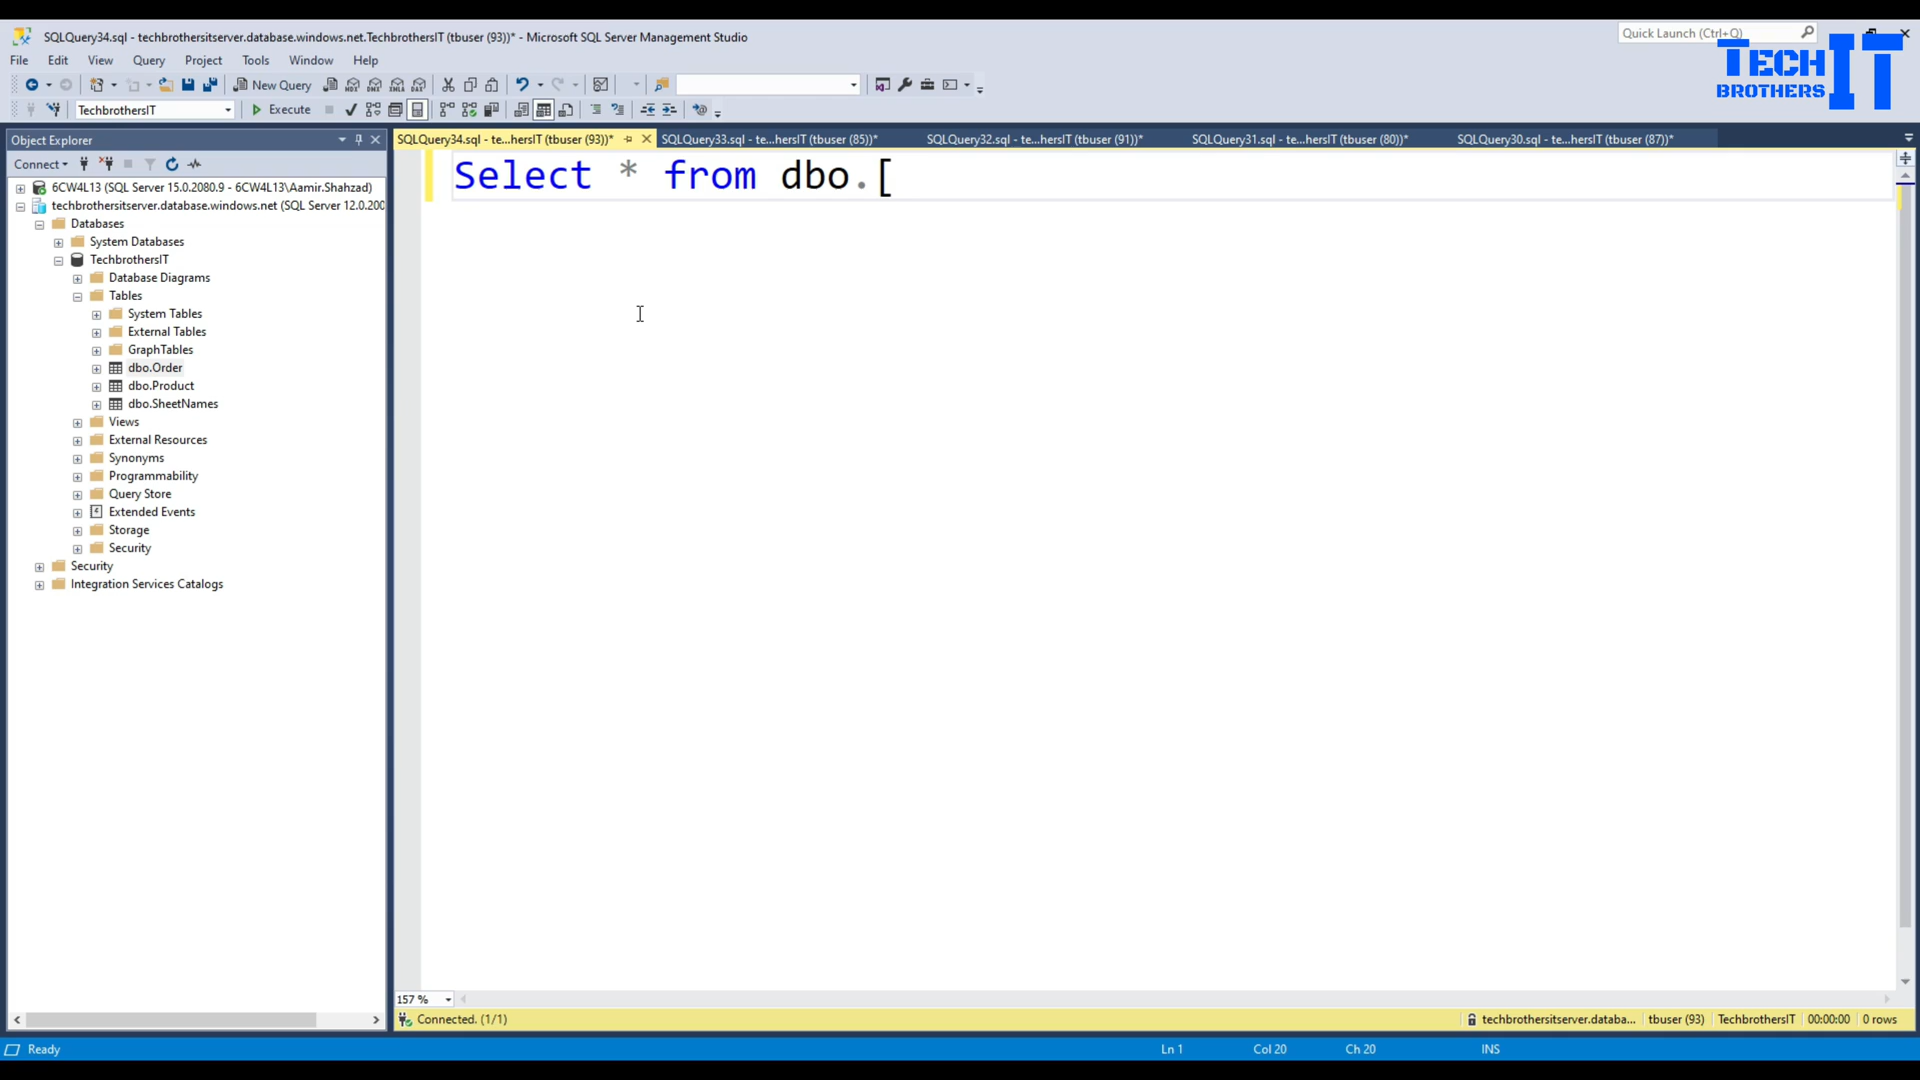 SQLQuery34.sql - techbrothersitserver.database.windows.net.TechbrothersIT (tbuser (93))* - Microsoft SQL Server Management Studio
Quick Launch (Ctrl+Q)
TECH IT
BROTHERS
File Edit View Query Project Tools Window Help
New Query
TechbrothersIT
Execute
Object Explorer
SQLQuery34.sql - te...hersIT (tbuser (93))*
SQLQuery33.sql - te...hersIT (tbuser (85))*
SQLQuery32.sql - te...hersIT (tbuser (91))*
SQLQuery31.sql - te...hersIT (tbuser (80))*
SQLQuery30.sql - te...hersIT (tbuser (87))*
Connect
6CW4L13 (SQL Server 15.0.2080.9 - 6CW4L13\Aamir.Shahzad)
techbrothersitserver.database.windows.net (SQL Server 12.0.200
Databases
System Databases
TechbrothersIT
Database Diagrams
Tables
System Tables
External Tables
GraphTables
dbo.Order
dbo.Product
dbo.SheetNames
Views
External Resources
Synonyms
Programmability
Query Store
Extended Events
Storage
Security
Security
Integration Services Catalogs
Select * from dbo.[
157 %
Connected. (1/1)
techbrothersitserver.databa... tbuser (93) TechbrothersIT 00:00:00 0 rows
Ready
Ln 1 Col 20 Ch 20 INS